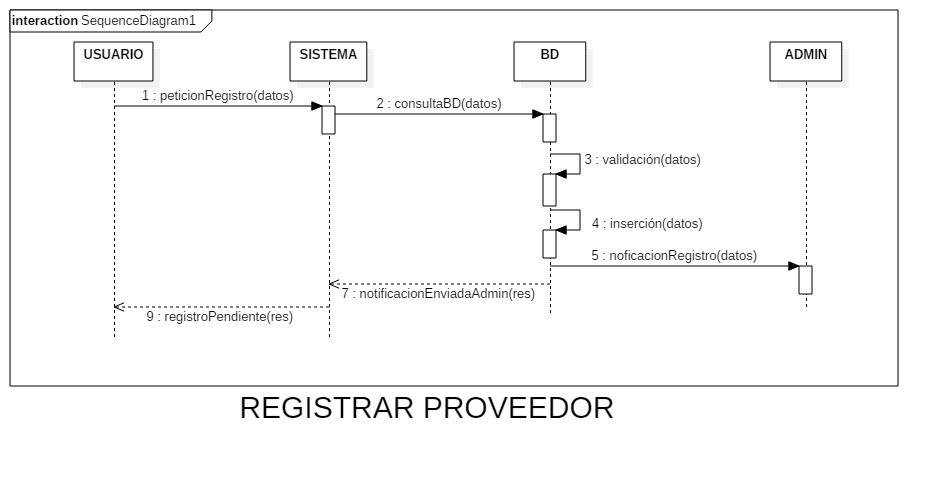 interaction SequenceDiagram1
USUARIO
SISTEMA
BD
ADMIN
1 : peticionRegistro(datos)
2 : consultaBD(datos)
3 : validación(datos)
4 : inserción(datos)
5 : noficacionRegistro(datos)
7 : notificacionEnviadaAdmin(res)
9 : registroPendiente(res)
REGISTRAR PROVEEDOR